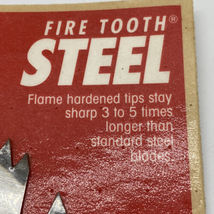 FIRE TOOTH®
STEEL
Flame hardened tips stay
sharp 3 to 5 times
longer than
standard steel
blades.